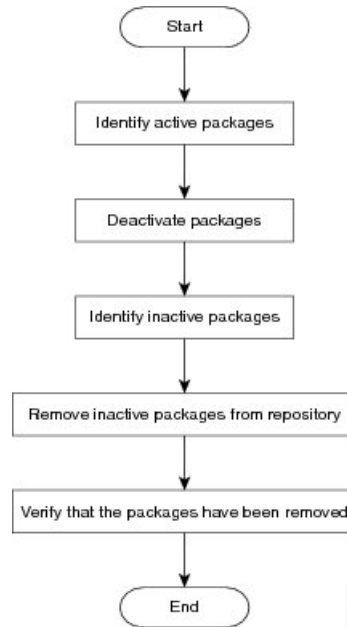 Start
Identify active packages
Deactivate packages
Identify inactive packages
Remove inactive packages from repository
Verify that the packages have been removed
End